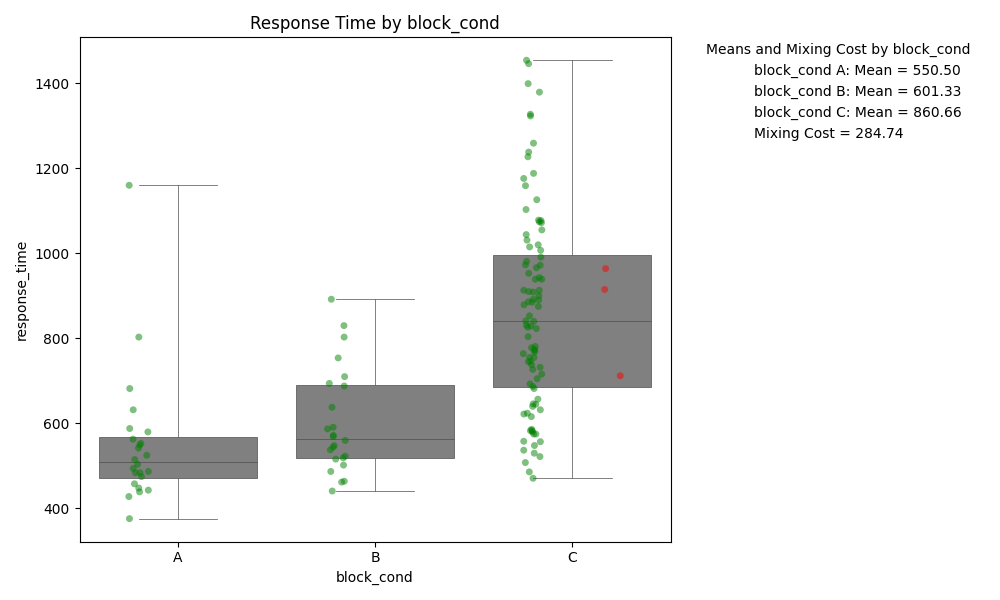 Response Time by block_cond
Means and Mixing Cost by block_cond
block_cond A: Mean = 550.50
block_cond B: Mean = 601.33
block_cond C: Mean = 860.66
Mixing Cost = 284.74
response_time
1400
1200
1000
800
600
400
A
B
C
block_cond